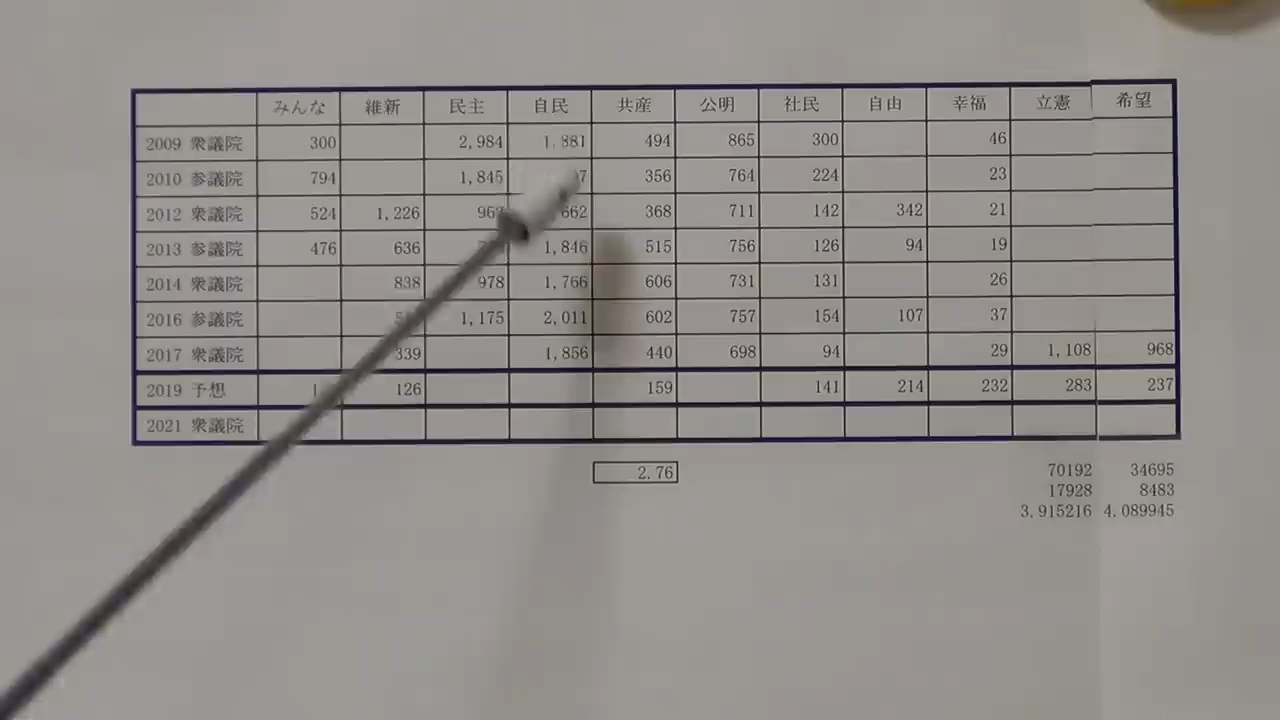 みんな 維新 民主 自民 共産 公明 社民 自由 幸福 立憲 希望
2009 衆議院 300 2,984 1,881 494 865 300 46
2010 参議院 794 1,845 356 764 224 23
2012 衆議院 524 1,226 368 711 142 342 21
2013 参議院 476 636 1,846 515 756 126 94 19
2014 衆議院 838 978 1,766 606 731 131 26
2016 参議院 1,175 2,011 602 757 154 107 37
2017 衆議院 339 1,856 440 698 94 29 1,108 968
2019 予想 126 159 141 214 232 283 237
2021 衆議院
2.76 70192 34695
17928 8483
3.915216 4.089945